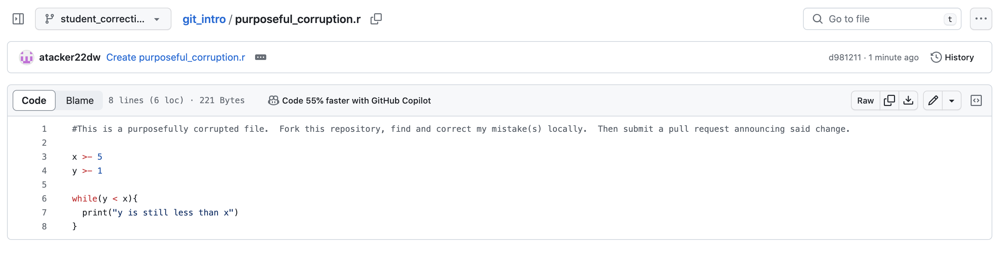 student_correcti... git_intro / purposeful_corruption.r Go to file t
atacker22dw Create purposeful_corruption.r d981211 · 1 minute ago History
Code Blame 8 lines (6 loc) · 221 Bytes Code 55% faster with GitHub Copilot Raw
1 #This is a purposefully corrupted file.  Fork this repository, find and correct my mistake(s) locally.  Then submit a pull request announcing said change.
2
3 x >- 5
4 y >- 1
5
6 while(y < x){
7   print("y is still less than x")
8 }